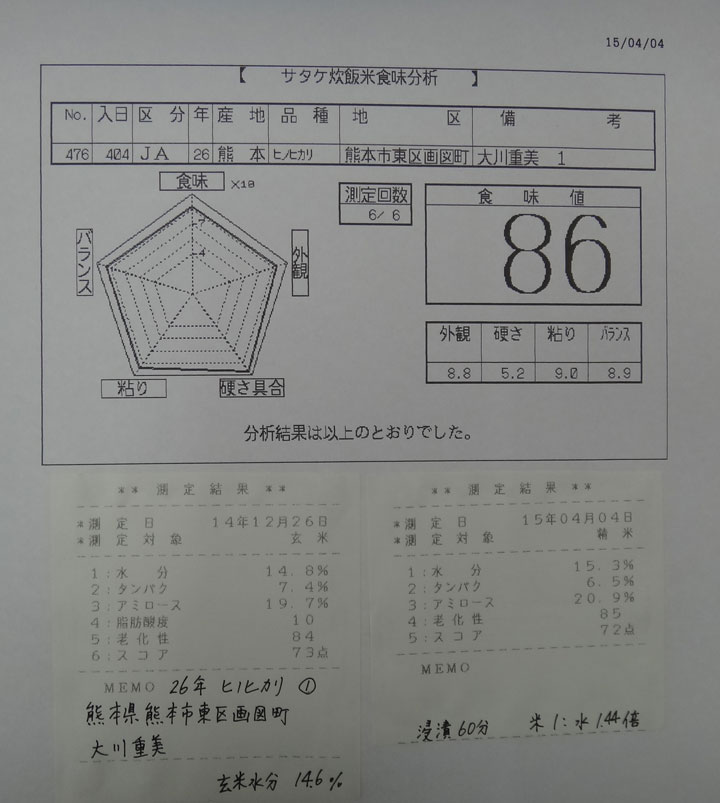 15/04/04
【 サタケ炊飯米食味分析 】
No. 入日 区分 年 産地 品種 地区 備考
476 404 JA 26 熊本 ヒノヒカリ 熊本市東区画図町 大川重美 1
食味 ×10
測定回数
6/ 6
食味値
86
7
4
バランス
外観
粘り
硬さ具合
外観 硬さ 粘り バランス
8.8 5.2 9.0 8.9
分析結果は以上のとおりでした。
** 測定結果 **
*測定日 14年12月26日
*測定対象 玄米
1:水分 14.8%
2:タンパク 7.4%
3:アミロース 19.7%
4:脂肪酸度 10
5:老化性 84
6:スコア 73点
MEMO 26年 ヒノヒカリ ①
熊本県熊本市東区画図町
大川重美
玄米水分 14.6%
** 測定結果 **
*測定日 15年04月04日
*測定対象 精米
1:水分 15.3%
2:タンパク 6.5%
3:アミロース 20.9%
4:老化性 85
5:スコア 72点
MEMO
浸漬60分 米1:水1.44倍